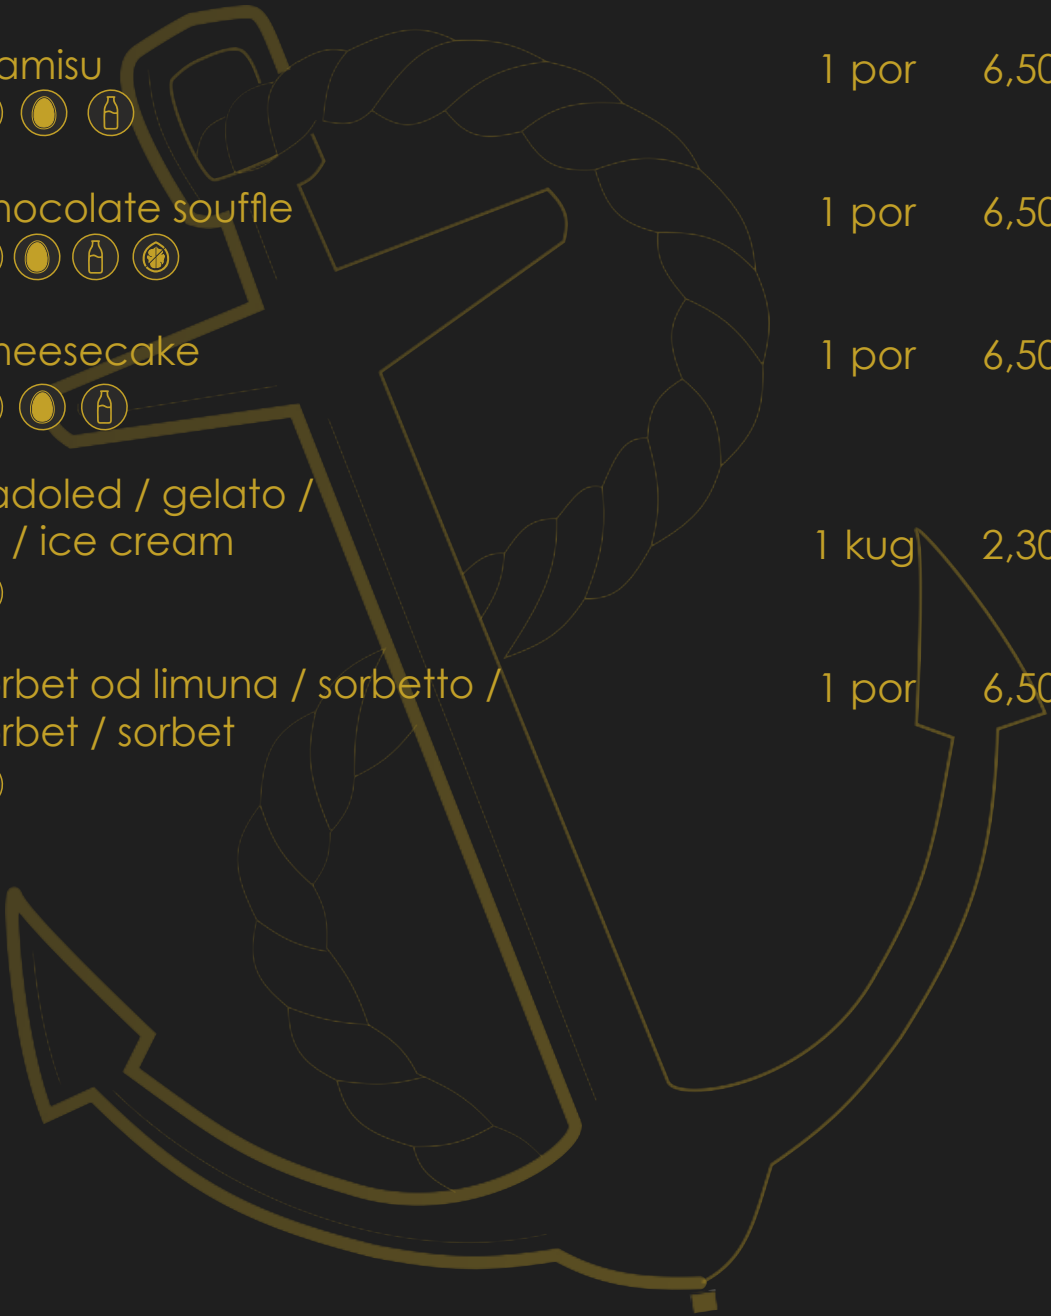 amisu 1 por 6,50
hocolate souffle 1 por 6,50
heesecake 1 por 6,50
adoled / gelato /
/ ice cream 1 kug 2,30
rbet od limuna / sorbetto / 1 por 6,50
rbet / sorbet